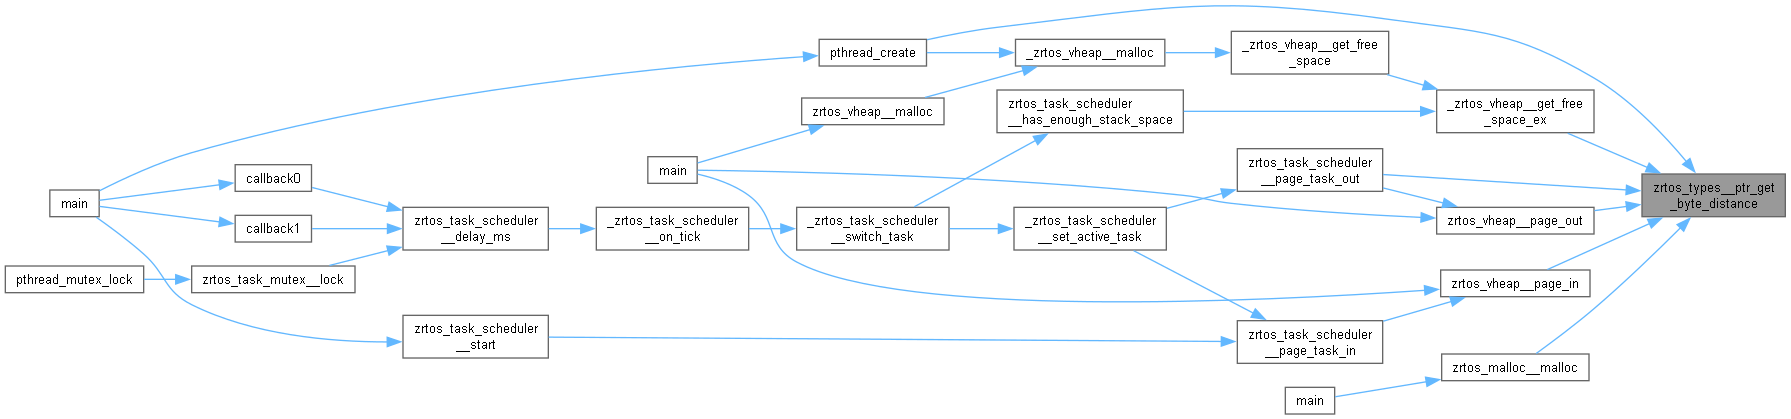 pthread_create
_zrtos_vheap__malloc
_zrtos_vheap__get_free
_space
zrtos_vheap__malloc
zrtos_task_scheduler
__has_enough_stack_space
_zrtos_vheap__get_free
_space_ex
main
callback0
main
zrtos_task_scheduler
__page_task_out
zrtos_types__ptr_get
_byte_distance
callback1
zrtos_task_scheduler
__delay_ms
_zrtos_task_scheduler
__on_tick
_zrtos_task_scheduler
__switch_task
_zrtos_task_scheduler
__set_active_task
zrtos_vheap__page_out
pthread_mutex_lock
zrtos_task_mutex__lock
zrtos_vheap__page_in
zrtos_task_scheduler
__start
zrtos_task_scheduler
__page_task_in
zrtos_malloc__malloc
main